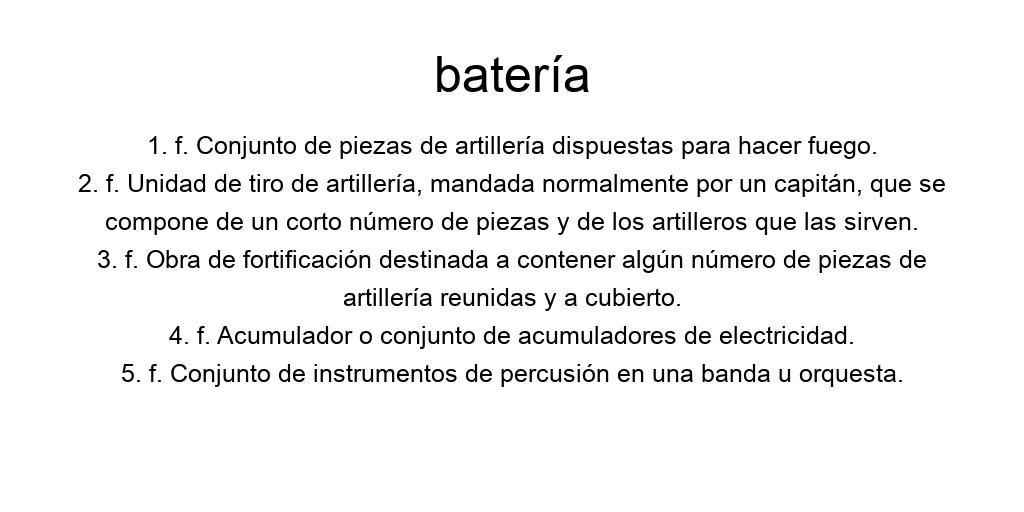 batería
1. f. Conjunto de piezas de artillería dispuestas para hacer fuego.
2. f. Unidad de tiro de artillería, mandada normalmente por un capitán, que se
compone de un corto número de piezas y de los artilleros que las sirven.
3. f. Obra de fortificación destinada a contener algún número de piezas de
artillería reunidas y a cubierto.
4. f. Acumulador o conjunto de acumuladores de electricidad.
5. f. Conjunto de instrumentos de percusión en una banda u orquesta.